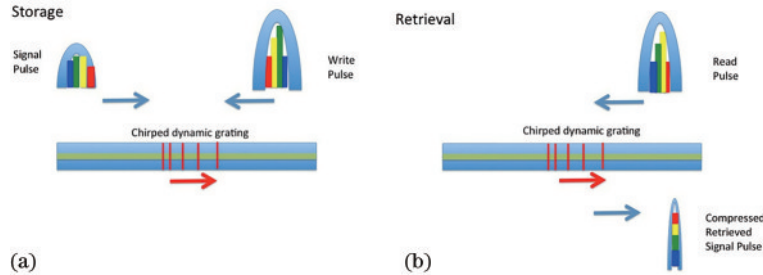 Storage
Signal
Pulse
Write
Pulse
Chirped dynamic grating
(a)
Retrieval
Read
Pulse
Chirped dynamic grating
Compressed
Retrieved
Signal Pulse
(b)